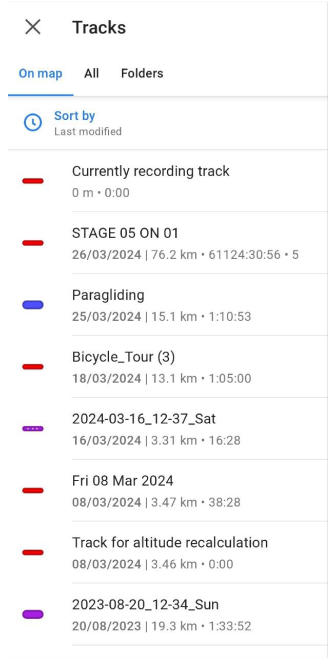 Tracks
On map
All
Folders
Sort by
Last modified
Currently recording track
0 m • 0:00
STAGE 05 ON 01
26/03/2024 | 76.2 km • 61124:30:56 • 5
Paragliding
25/03/2024 | 15.1 km • 1:10:53
Bicycle_Tour (3)
18/03/2024 | 13.1 km • 1:05:00
2024-03-16_12-37_Sat
16/03/2024 | 3.31 km • 16:28
Fri 08 Mar 2024
08/03/2024 | 3.47 km • 38:28
Track for altitude recalculation
08/03/2024 | 3.46 km • 0:00
2023-08-20_12-34_Sun
20/08/2023 | 19.3 km • 1:33:52